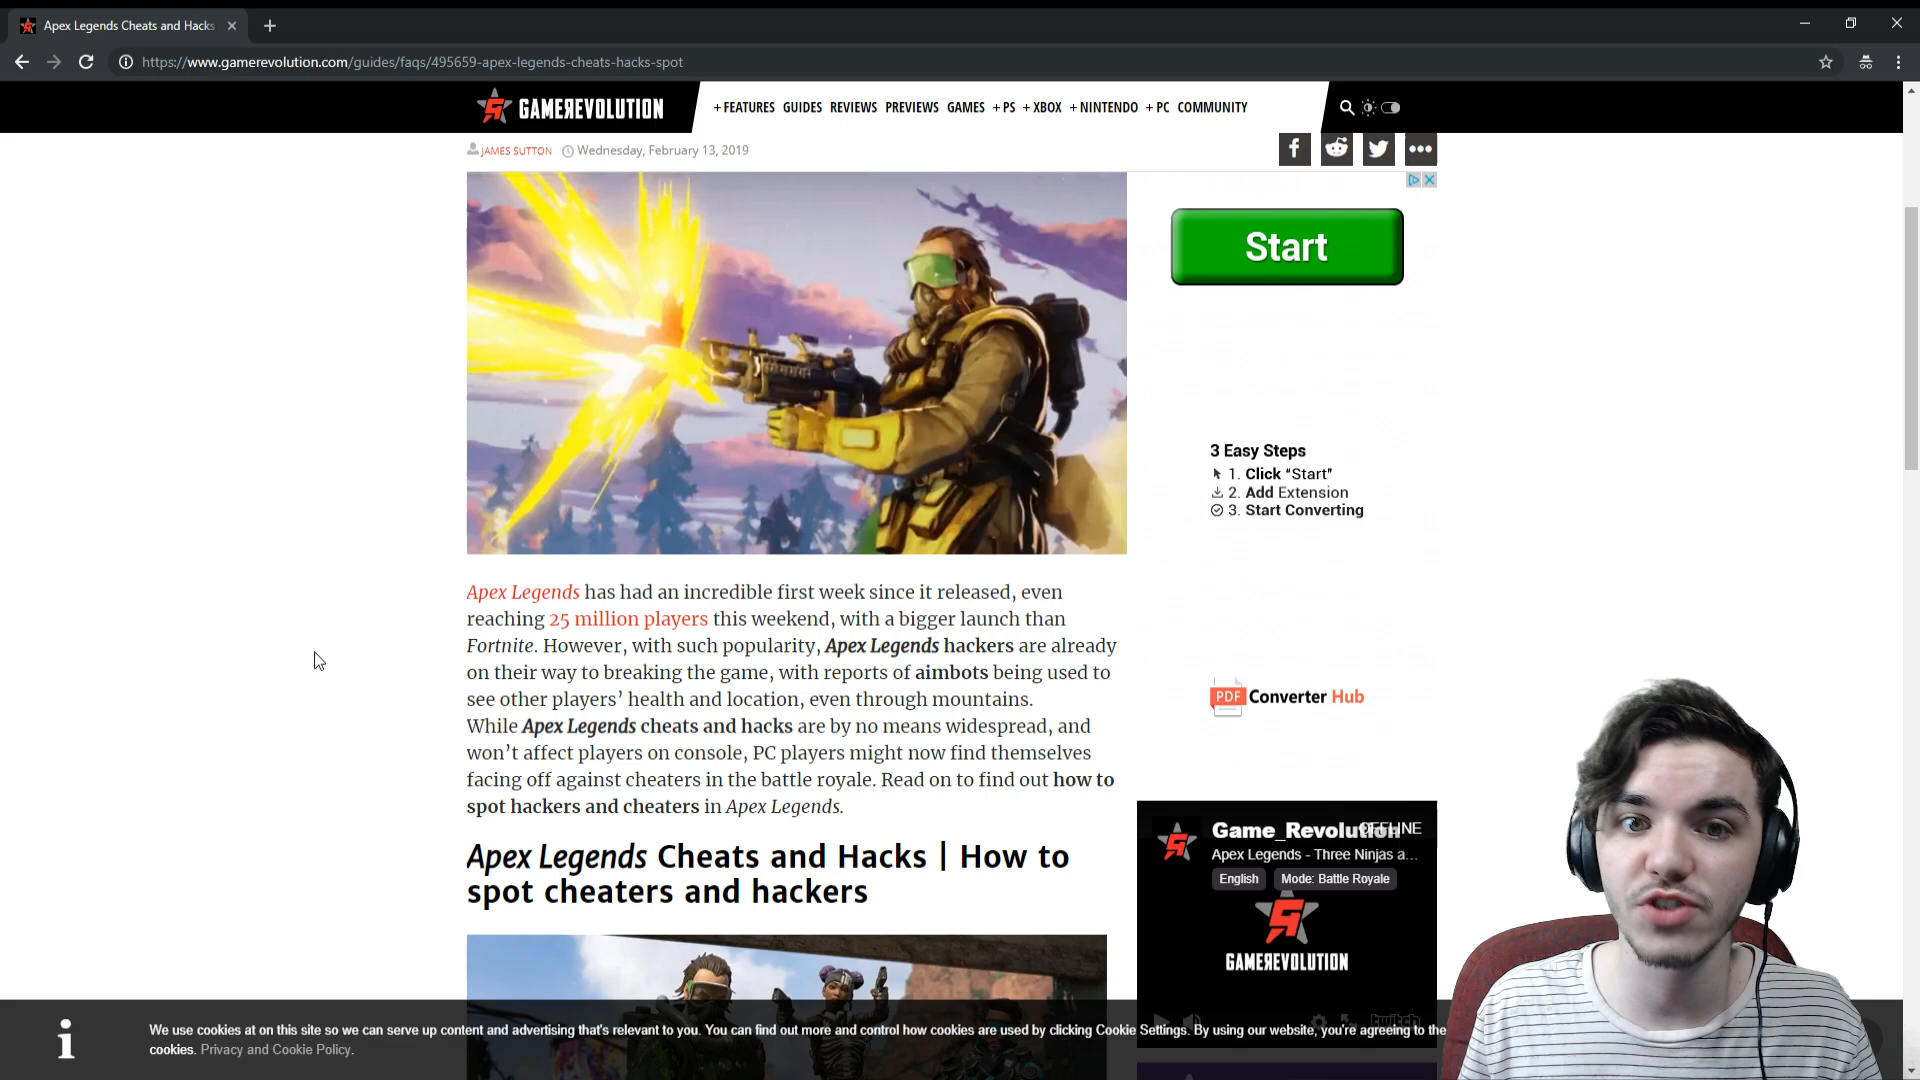 Apex Legends Cheats and Hacks
https://www.gamerevolution.com/guides/faqs/495659-apex-legends-cheats-hacks-spot
GAMEREVOLUTION
+ FEATURES GUIDES REVIEWS PREVIEWS GAMES + PS + XBOX + NINTENDO + PC COMMUNITY
JAMES SUTTON Wednesday, February 13, 2019
Start
3 Easy Steps
1. Click "Start"
2. Add Extension
3. Start Converting
PDF Converter Hub
Apex Legends has had an incredible first week since it released, even
reaching 25 million players this weekend, with a bigger launch than
Fortnite. However, with such popularity, Apex Legends hackers are already
on their way to breaking the game, with reports of aimbots being used to
see other players’ health and location, even through mountains.
While Apex Legends cheats and hacks are by no means widespread, and
won’t affect players on console, PC players might now find themselves
facing off against cheaters in the battle royale. Read on to find out how to
spot hackers and cheaters in Apex Legends.
Apex Legends Cheats and Hacks | How to
spot cheaters and hackers
Game_Revolution OFFLINE
Apex Legends - Three Ninjas a...
English Mode: Battle Royale
GAMEREVOLUTION
twitch
We use cookies at on this site so we can serve up content and advertising that's relevant to you. You can find out more and control how cookies are used by clicking Cookie Settings. By using our website, you're agreeing to the
cookies. Privacy and Cookie Policy.